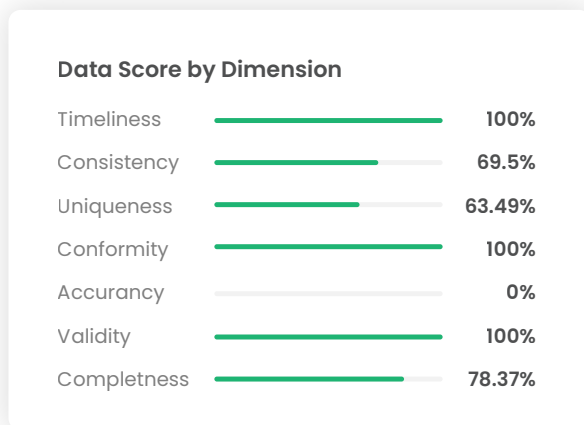 Data Score by Dimension
Timeliness 100%
Consistency 69.5%
Uniqueness 63.49%
Conformity 100%
Accurancy 0%
Validity 100%
Completness 78.37%